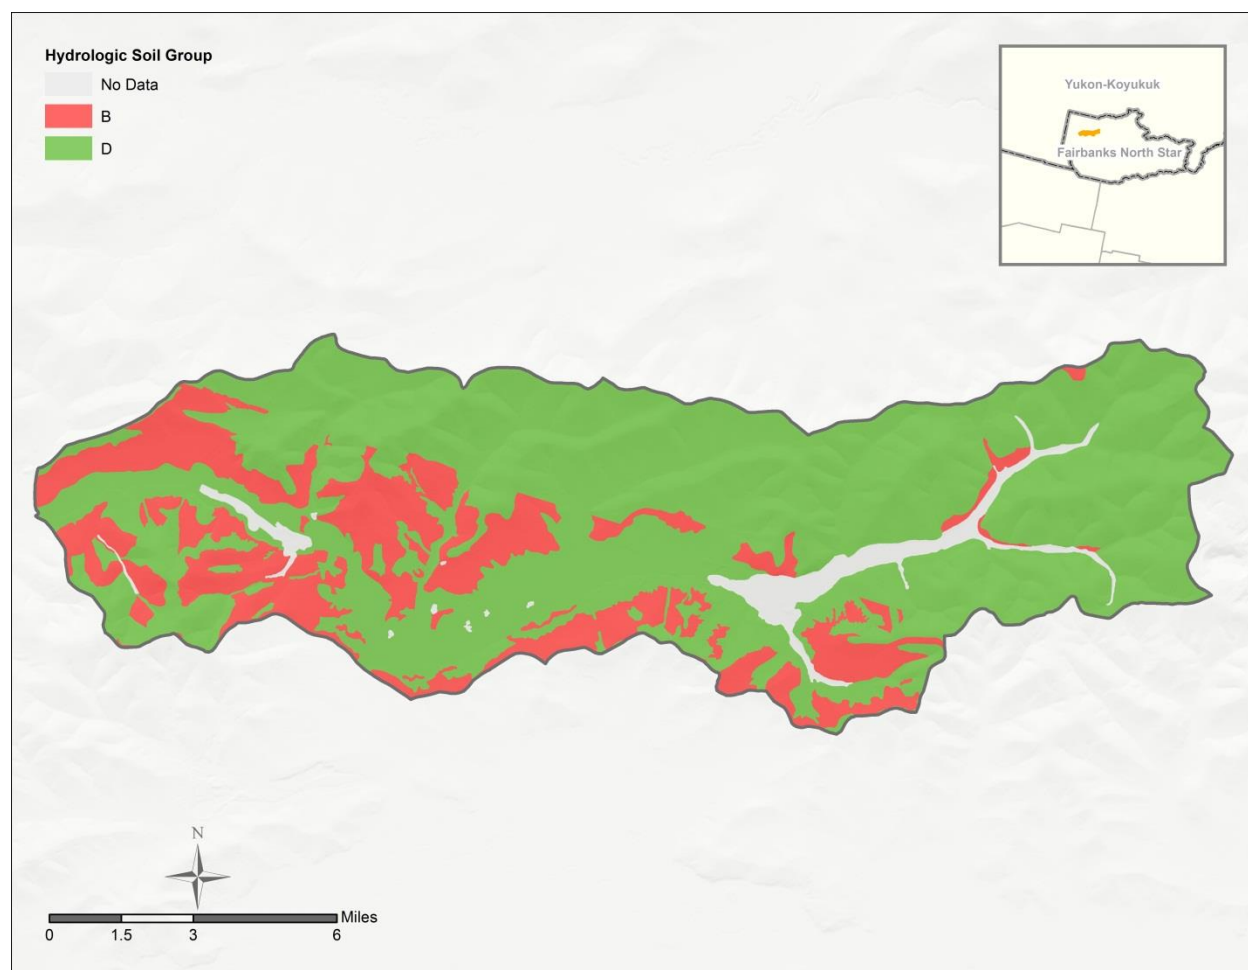 Hydrologic Soil Group
No Data
B
D
Yukon-Koyukuk
Fairbanks North Star
N
Miles
0 1.5 3 6